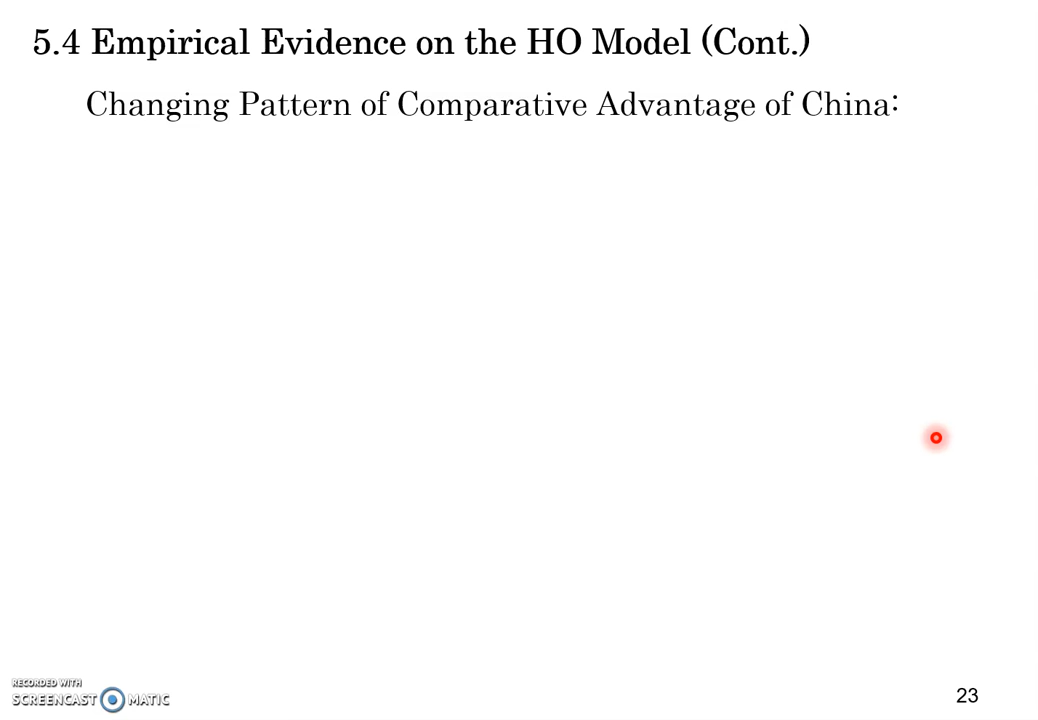 5.4 Empirical Evidence on the HO Model (Cont.)
Changing Pattern of Comparative Advantage of China:
RECORDED WITH
SCREENCAST MATIC
23